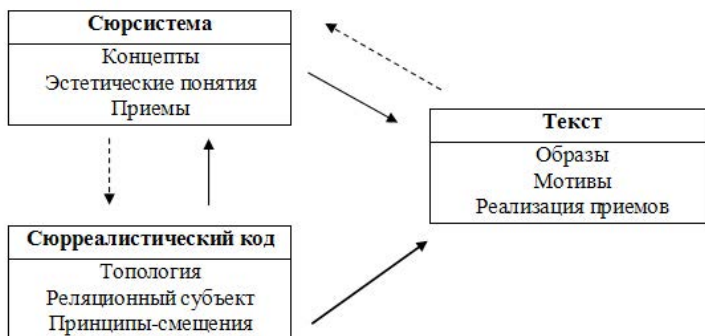 Сюрсистема
Концепты
Эстетические понятия
Приемы
Текст
Образы
Мотивы
Реализация приемов
Сюрреалистический код
Топология
Реляционный субъект
Принципы-смещения